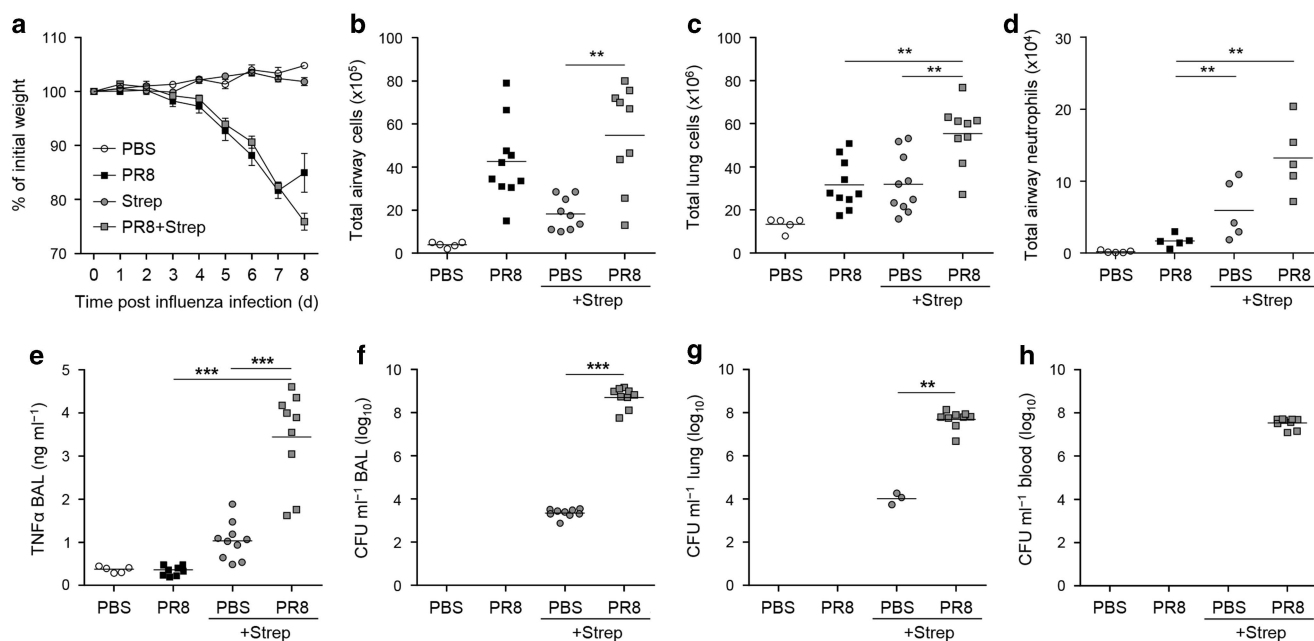 a
110
100
90
80
70
% of initial weight
PBS
PR8
Strep
PR8+Strep
0 1 2 3 4 5 6 7 8
Time post influenza infection (d)
b
100
80
60
40
20
0
Total airway cells (x10⁵)
**
PBS PR8 PBS PR8
+Strep
c
100
80
60
40
20
0
Total lung cells (x10⁶)
**
**
PBS PR8 PBS PR8
+Strep
d
30
20
10
0
Total airway neutrophils (x10⁴)
**
**
PBS PR8 PBS PR8
+Strep
e
5
4
3
2
1
0
TNFα BAL (ng ml⁻¹)
***
***
PBS PR8 PBS PR8
+Strep
f
10
8
6
4
2
0
CFU ml⁻¹ BAL (log₁₀)
***
PBS PR8 PBS PR8
+Strep
g
10
8
6
4
2
0
CFU ml⁻¹ lung (log₁₀)
**
PBS PR8 PBS PR8
+Strep
h
10
8
6
4
2
0
CFU ml⁻¹ blood (log₁₀)
PBS PR8 PBS PR8
+Strep